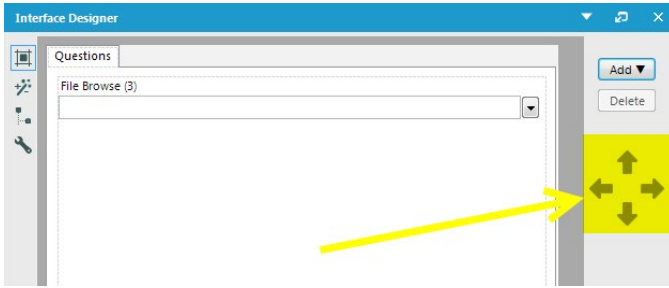 Interface Designer
Questions
File Browse (3)
Add
Delete